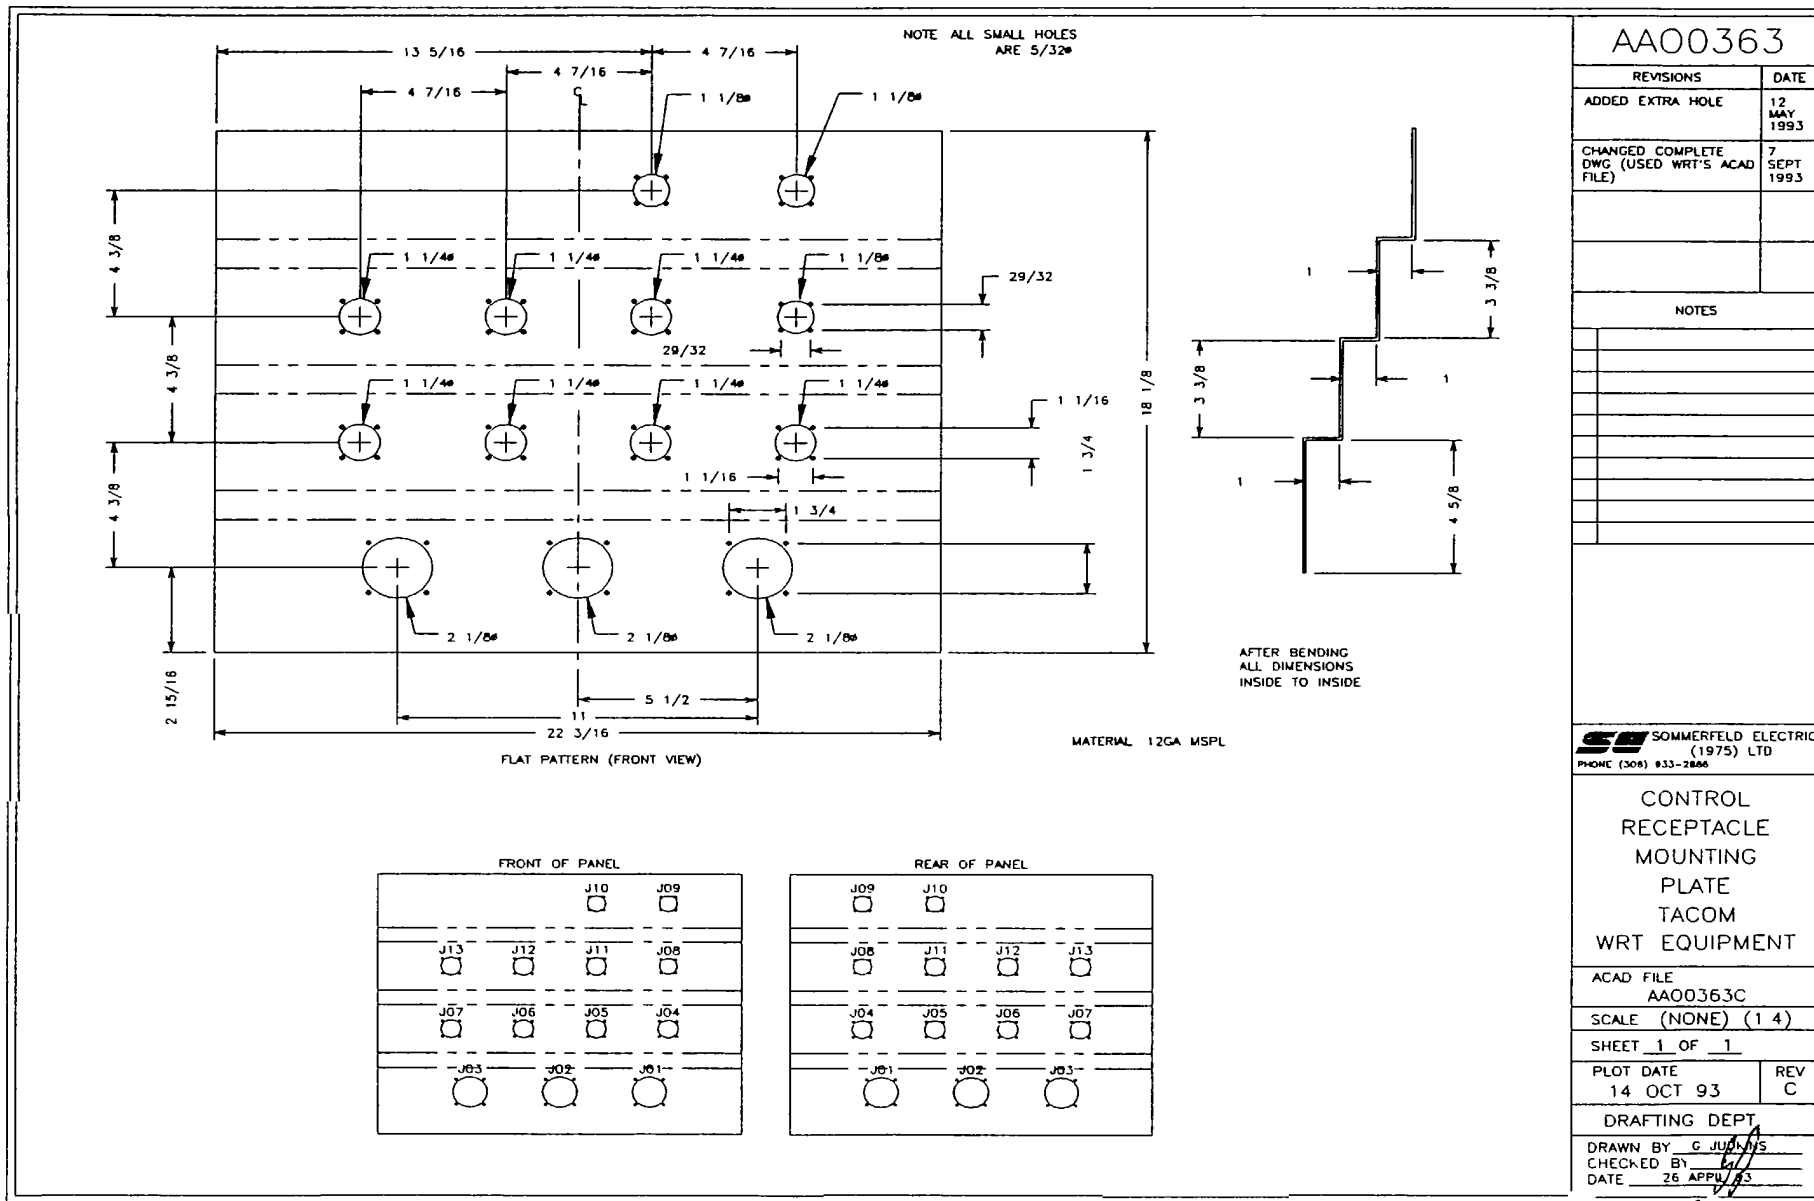 NOTE ALL SMALL HOLES
ARE 5/32ø
13 5/16
4 7/16
4 7/16
4 7/16
C
L
1 1/8ø
1 1/8ø
4 3/8
1 1/4ø
1 1/4ø
1 1/4ø
1 1/8ø
29/32
29/32
4 3/8
1 1/4ø
1 1/4ø
1 1/4ø
1 1/4ø
1 1/16
1 1/16
1 3/4
18 1/8
4 3/8
1 3/4
2 1/8ø
2 1/8ø
2 1/8ø
2 15/16
5 1/2
11
22 3/16
FLAT PATTERN (FRONT VIEW)
MATERIAL 12GA MSPL
1
3 3/8
3 3/8
1
1
4 5/8
AFTER BENDING
ALL DIMENSIONS
INSIDE TO INSIDE
FRONT OF PANEL
J10 J09
J13 J12 J11 J08
J07 J06 J05 J04
J03 J02 J01
REAR OF PANEL
J09 J10
J08 J11 J12 J13
J04 J05 J06 J07
J01 J02 J03
AAO0363
REVISIONS DATE
ADDED EXTRA HOLE 12
MAY
1993
CHANGED COMPLETE 7
DWG (USED WRT'S ACAD SEPT
FILE) 1993
NOTES
SE SOMMERFELD ELECTRIC
(1975) LTD
PHONE (306) 933-2866
CONTROL
RECEPTACLE
MOUNTING
PLATE
TACOM
WRT EQUIPMENT
ACAD FILE
AAO0363C
SCALE (NONE) (1 4)
SHEET 1 OF 1
PLOT DATE REV
14 OCT 93 C
DRAFTING DEPT
DRAWN BY G
CHECKED BY
DATE 26